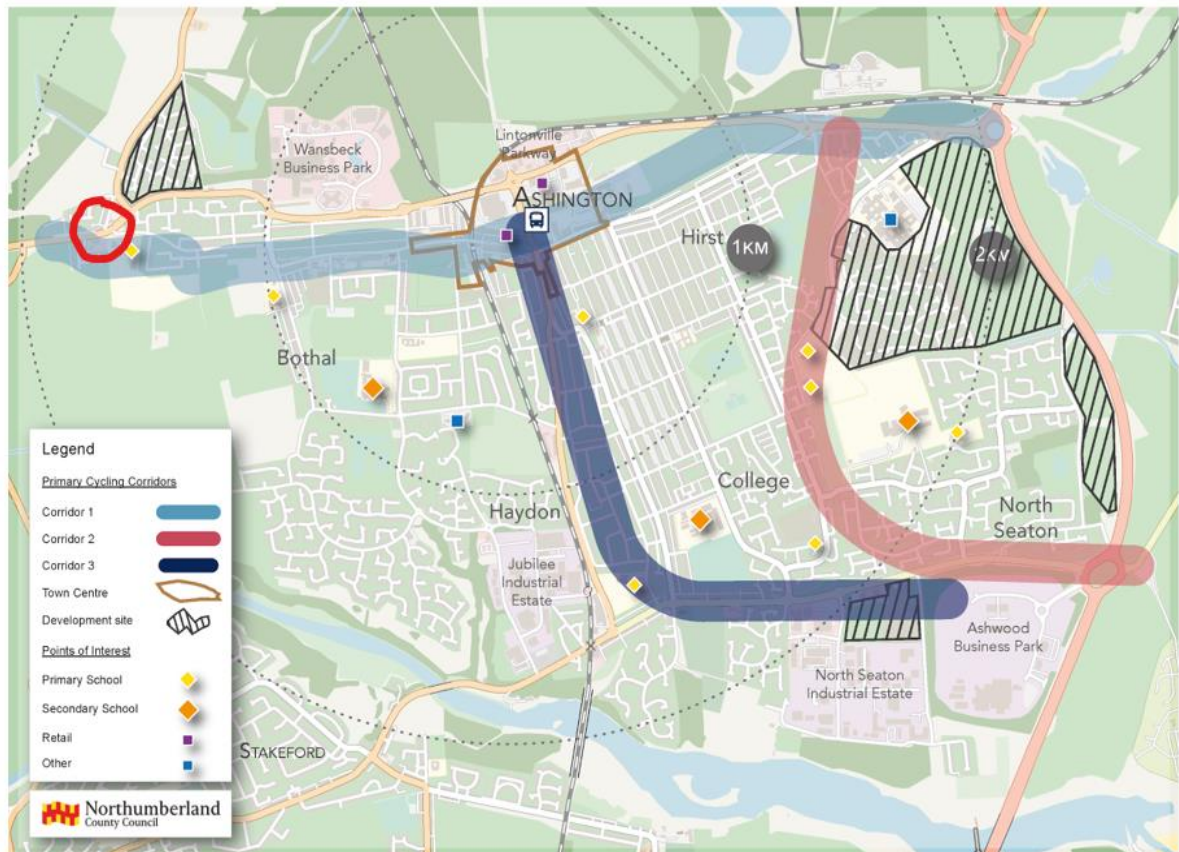 Wansbeck
Business Park
Lintonville
Parkway
ASHINGTON
Hirst
1KM
2KM
Bothal
College
Haydon
North
Seaton
Jubilee
Industrial
Estate
Ashwood
Business Park
North Seaton
Industrial Estate
STAKEFORD
Legend
Primary Cycling Corridors
Corridor 1
Corridor 2
Corridor 3
Town Centre
Development site
Points of Interest
Primary School
Secondary School
Retail
Other
Northumberland
County Council